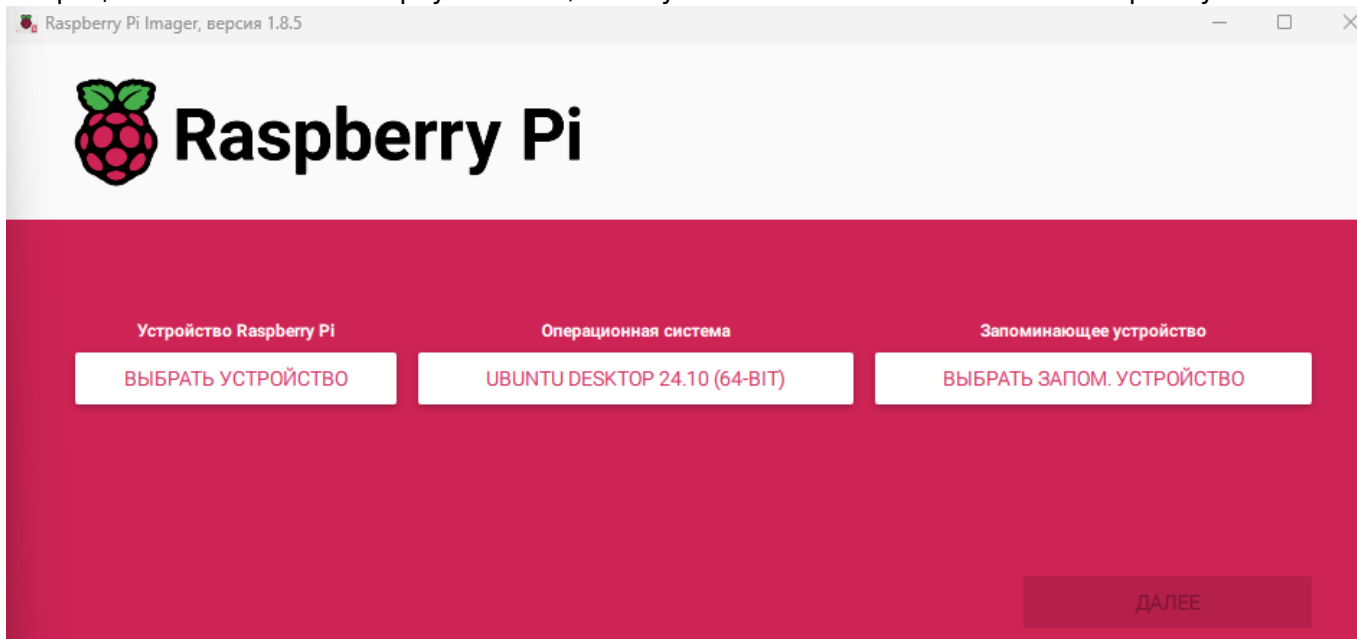 Raspberry Pi Imager, версия 1.8.5
Raspberry Pi
Устройство Raspberry Pi
Операционная система
Запоминающее устройство
ВЫБРАТЬ УСТРОЙСТВО
UBUNTU DESKTOP 24.10 (64-BIT)
ВЫБРАТЬ ЗАПОМ. УСТРОЙСТВО
ДАЛЕЕ